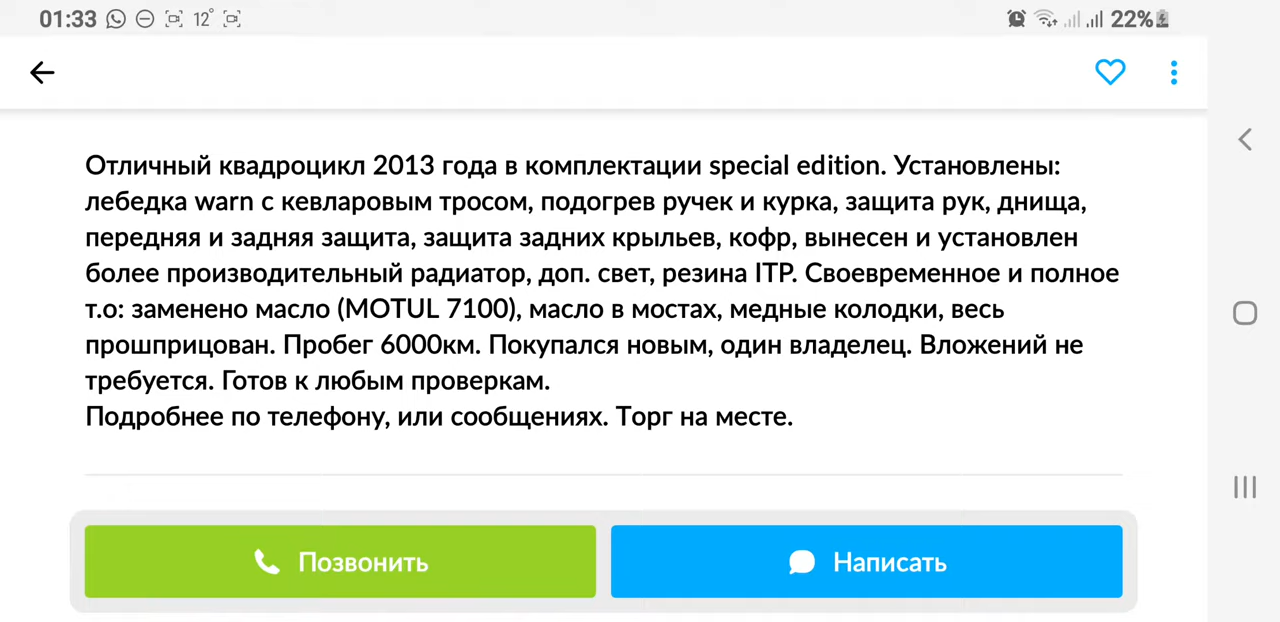 01:33 12° 22%
Отличный квадроцикл 2013 года в комплектации special edition. Установлены:
лебедка warn с кевларовым тросом, подогрев ручек и курка, защита рук, днища,
передняя и задняя защита, защита задних крыльев, кофр, вынесен и установлен
более производительный радиатор, доп. свет, резина ITP. Своевременное и полное
т.о: заменено масло (MOTUL 7100), масло в мостах, медные колодки, весь
прошприцован. Пробег 6000км. Покупался новым, один владелец. Вложений не
требуется. Готов к любым проверкам.
Подробнее по телефону, или сообщениях. Торг на месте.
Позвонить Написать